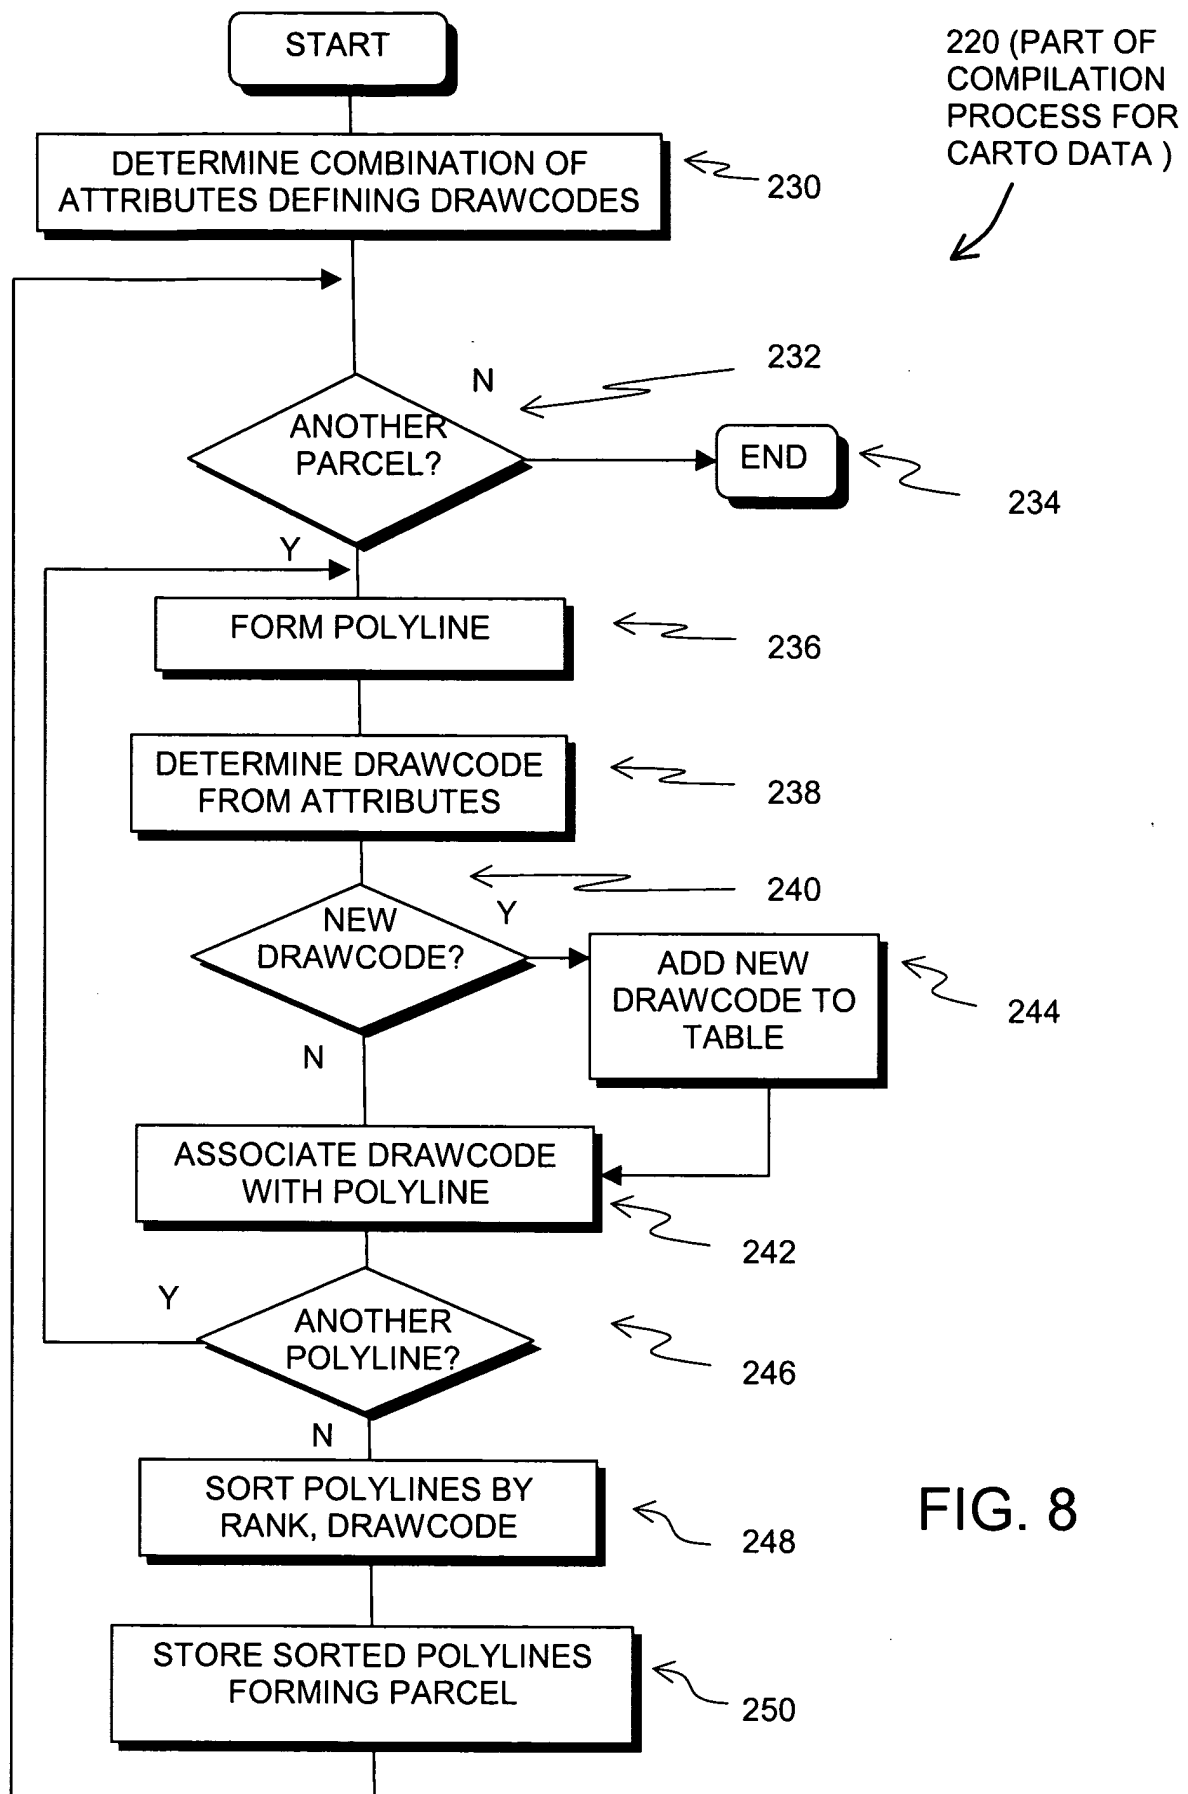 START
220 (PART OF
COMPILATION
PROCESS FOR
CARTO DATA )
DETERMINE COMBINATION OF
ATTRIBUTES DEFINING DRAWCODES
230
232
N
ANOTHER
PARCEL?
END
234
Y
FORM POLYLINE
236
DETERMINE DRAWCODE
FROM ATTRIBUTES
238
240
Y
NEW
DRAWCODE?
ADD NEW
DRAWCODE TO
TABLE
244
N
ASSOCIATE DRAWCODE
WITH POLYLINE
242
Y
ANOTHER
POLYLINE?
246
N
SORT POLYLINES BY
RANK, DRAWCODE
248
FIG. 8
STORE SORTED POLYLINES
FORMING PARCEL
250